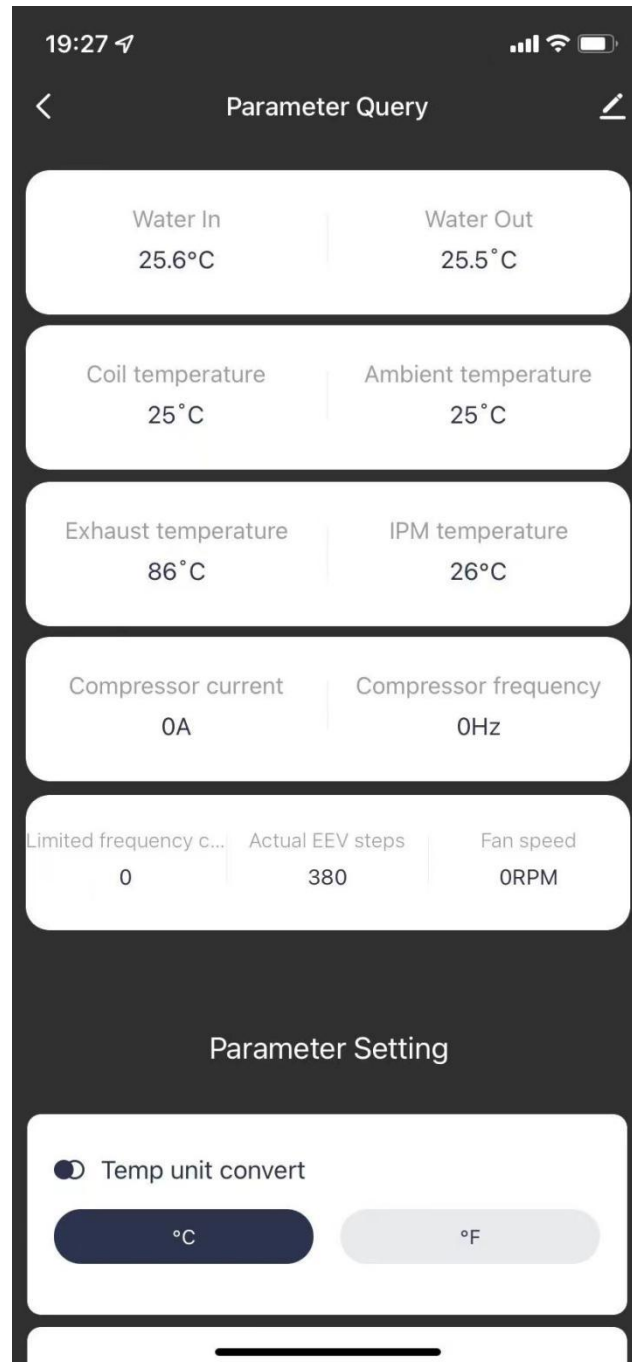 19:27
Parameter Query
Water In Water Out
25.6°C 25.5°C
Coil temperature Ambient temperature
25°C 25°C
Exhaust temperature IPM temperature
86°C 26°C
Compressor current Compressor frequency
0A 0Hz
Limited frequency c... Actual EEV steps Fan speed
0 380 0RPM
Parameter Setting
Temp unit convert
°C °F